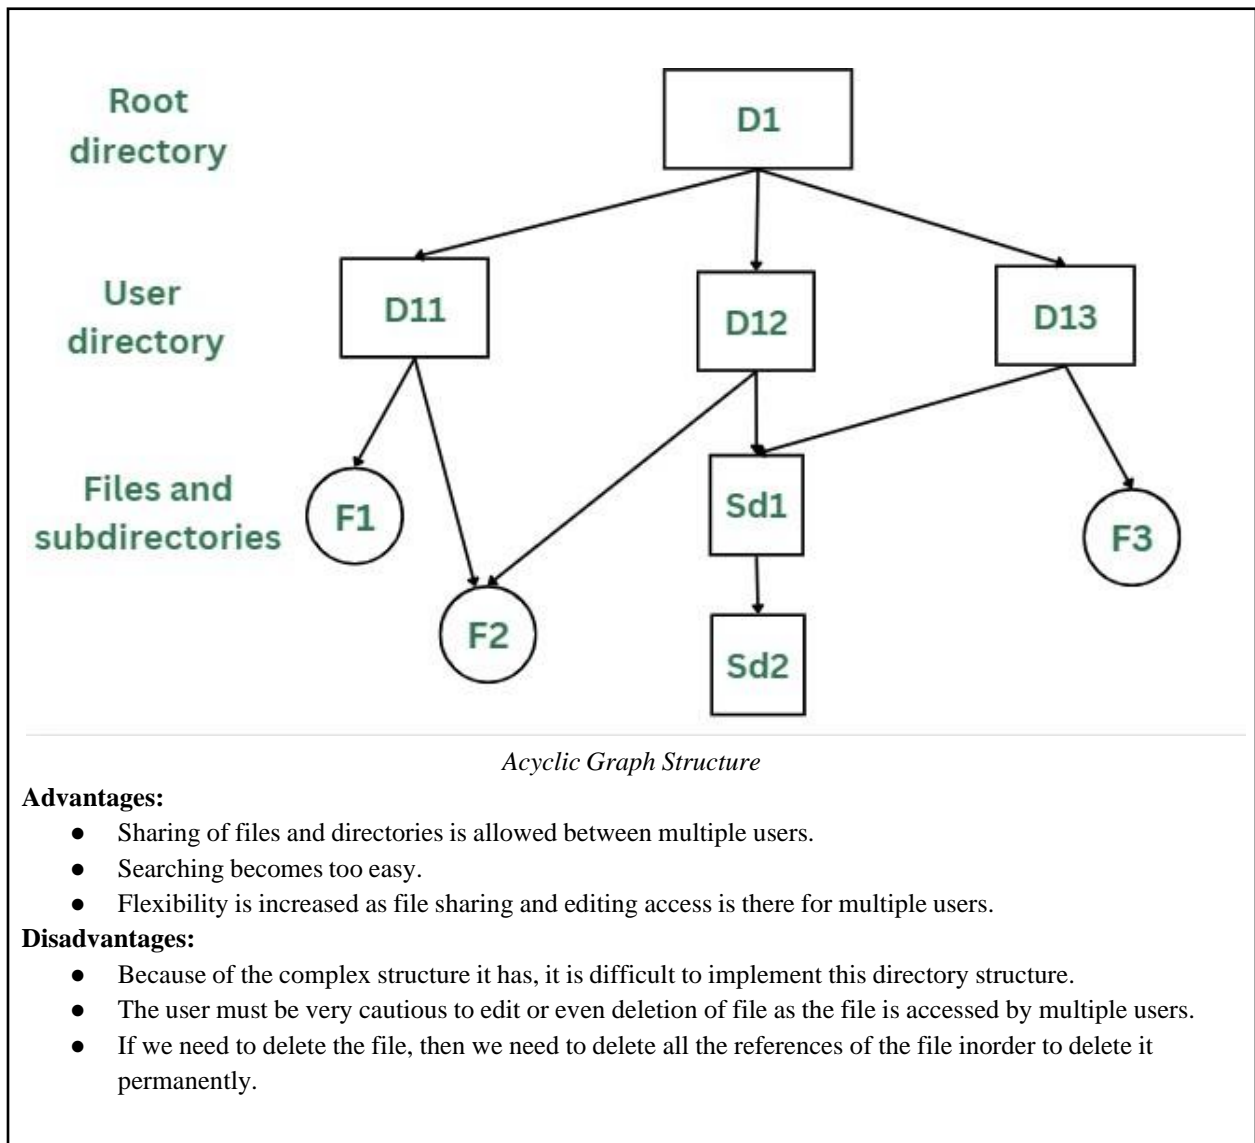 Root
directory
D1
User
directory
D11
D12
D13
Files and
subdirectories
F1
F2
Sd1
F3
Sd2
Acyclic Graph Structure
Advantages:
● Sharing of files and directories is allowed between multiple users.
● Searching becomes too easy.
● Flexibility is increased as file sharing and editing access is there for multiple users.
Disadvantages:
● Because of the complex structure it has, it is difficult to implement this directory structure.
● The user must be very cautious to edit or even deletion of file as the file is accessed by multiple users.
● If we need to delete the file, then we need to delete all the references of the file inorder to delete it
permanently.